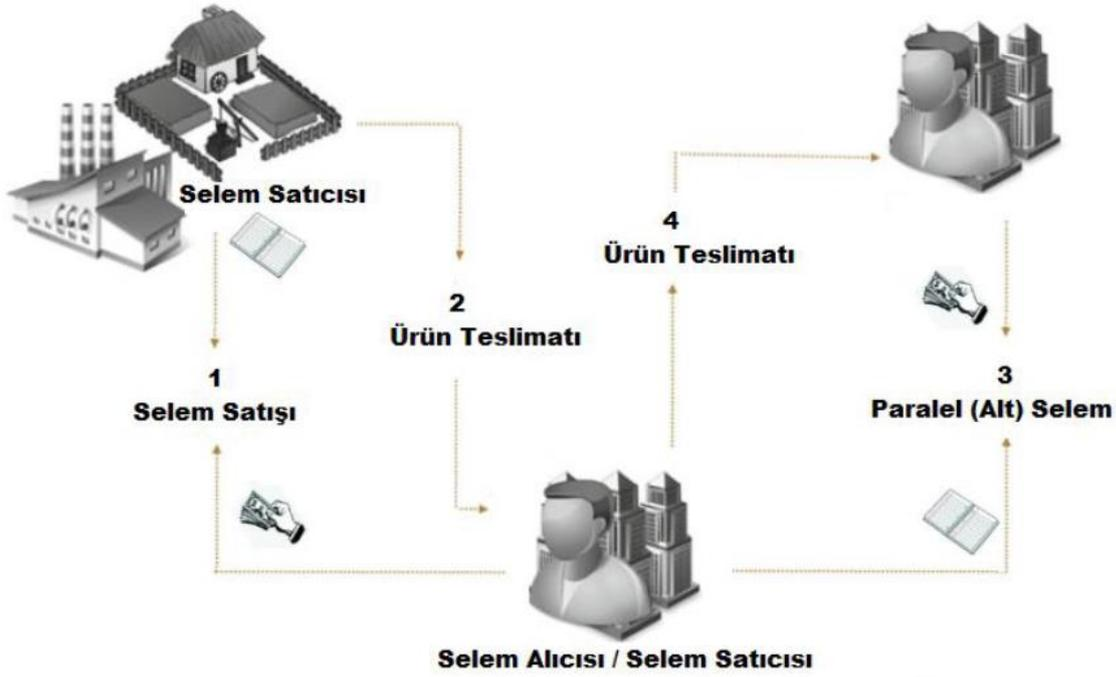 Selem Satıcısı
1
Selem Satışı
2
Ürün Teslimatı
4
Ürün Teslimatı
3
Paralel (Alt) Selem
Selem Alıcısı / Selem Satıcısı